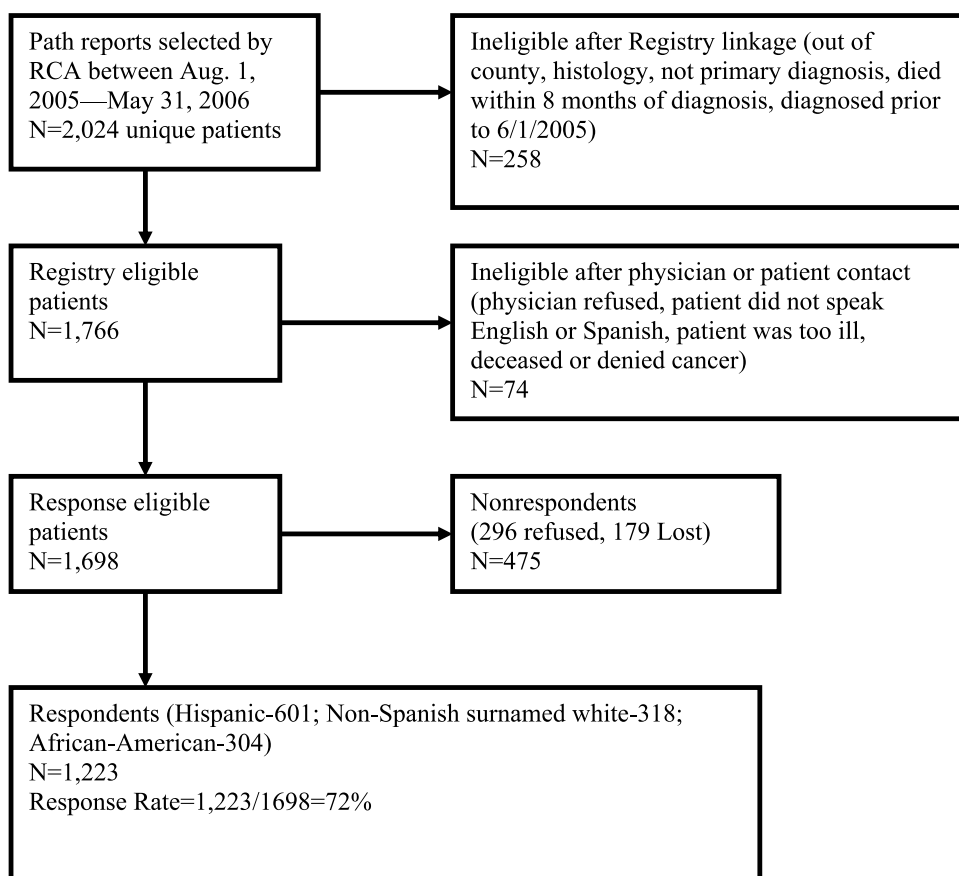 Path reports selected by
RCA between Aug. 1,
2005—May 31, 2006
N=2,024 unique patients
Ineligible after Registry linkage (out of
county, histology, not primary diagnosis, died
within 8 months of diagnosis, diagnosed prior
to 6/1/2005)
N=258
Registry eligible
patients
N=1,766
Ineligible after physician or patient contact
(physician refused, patient did not speak
English or Spanish, patient was too ill,
deceased or denied cancer)
N=74
Response eligible
patients
N=1,698
Nonrespondents
(296 refused, 179 Lost)
N=475
Respondents (Hispanic-601; Non-Spanish surnamed white-318;
African-American-304)
N=1,223
Response Rate=1,223/1698=72%